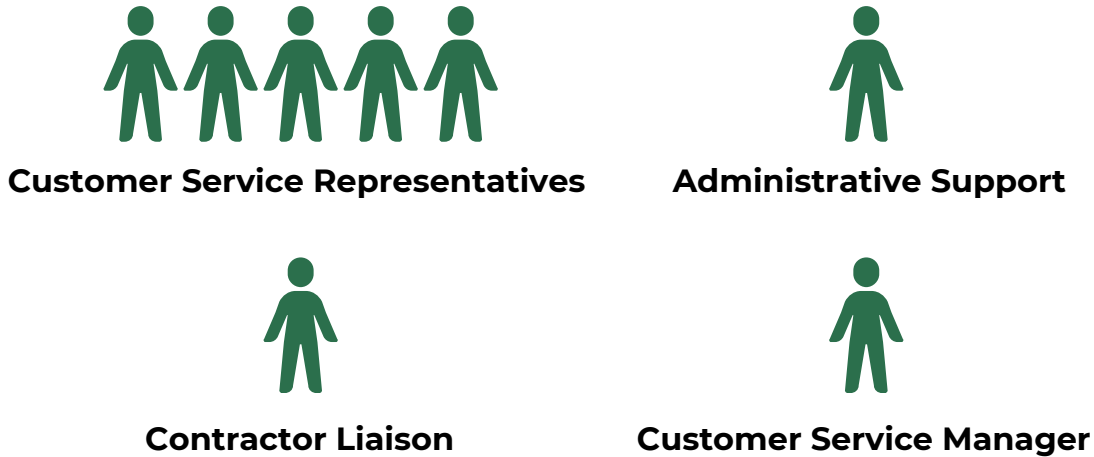 Customer Service Representatives
Administrative Support
Contractor Liaison
Customer Service Manager